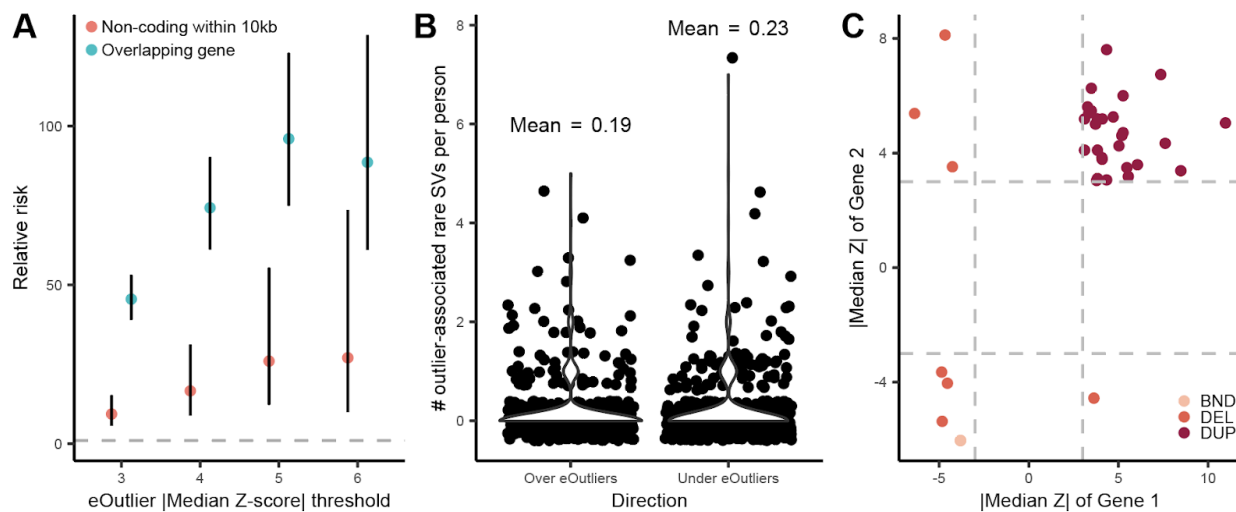 A
Non-coding within 10kb
Overlapping gene
100
50
0
Relative risk
3 4 5 6
eOutlier |Median Z-score| threshold
B
Mean = 0.23
Mean = 0.19
8
6
4
2
0
# outlier-associated rare SVs per person
Over eOutliers Under eOutliers
Direction
C
8
4
0
-4
|Median Z| of Gene 2
BND
DEL
DUP
-5 0 5 10
|Median Z| of Gene 1